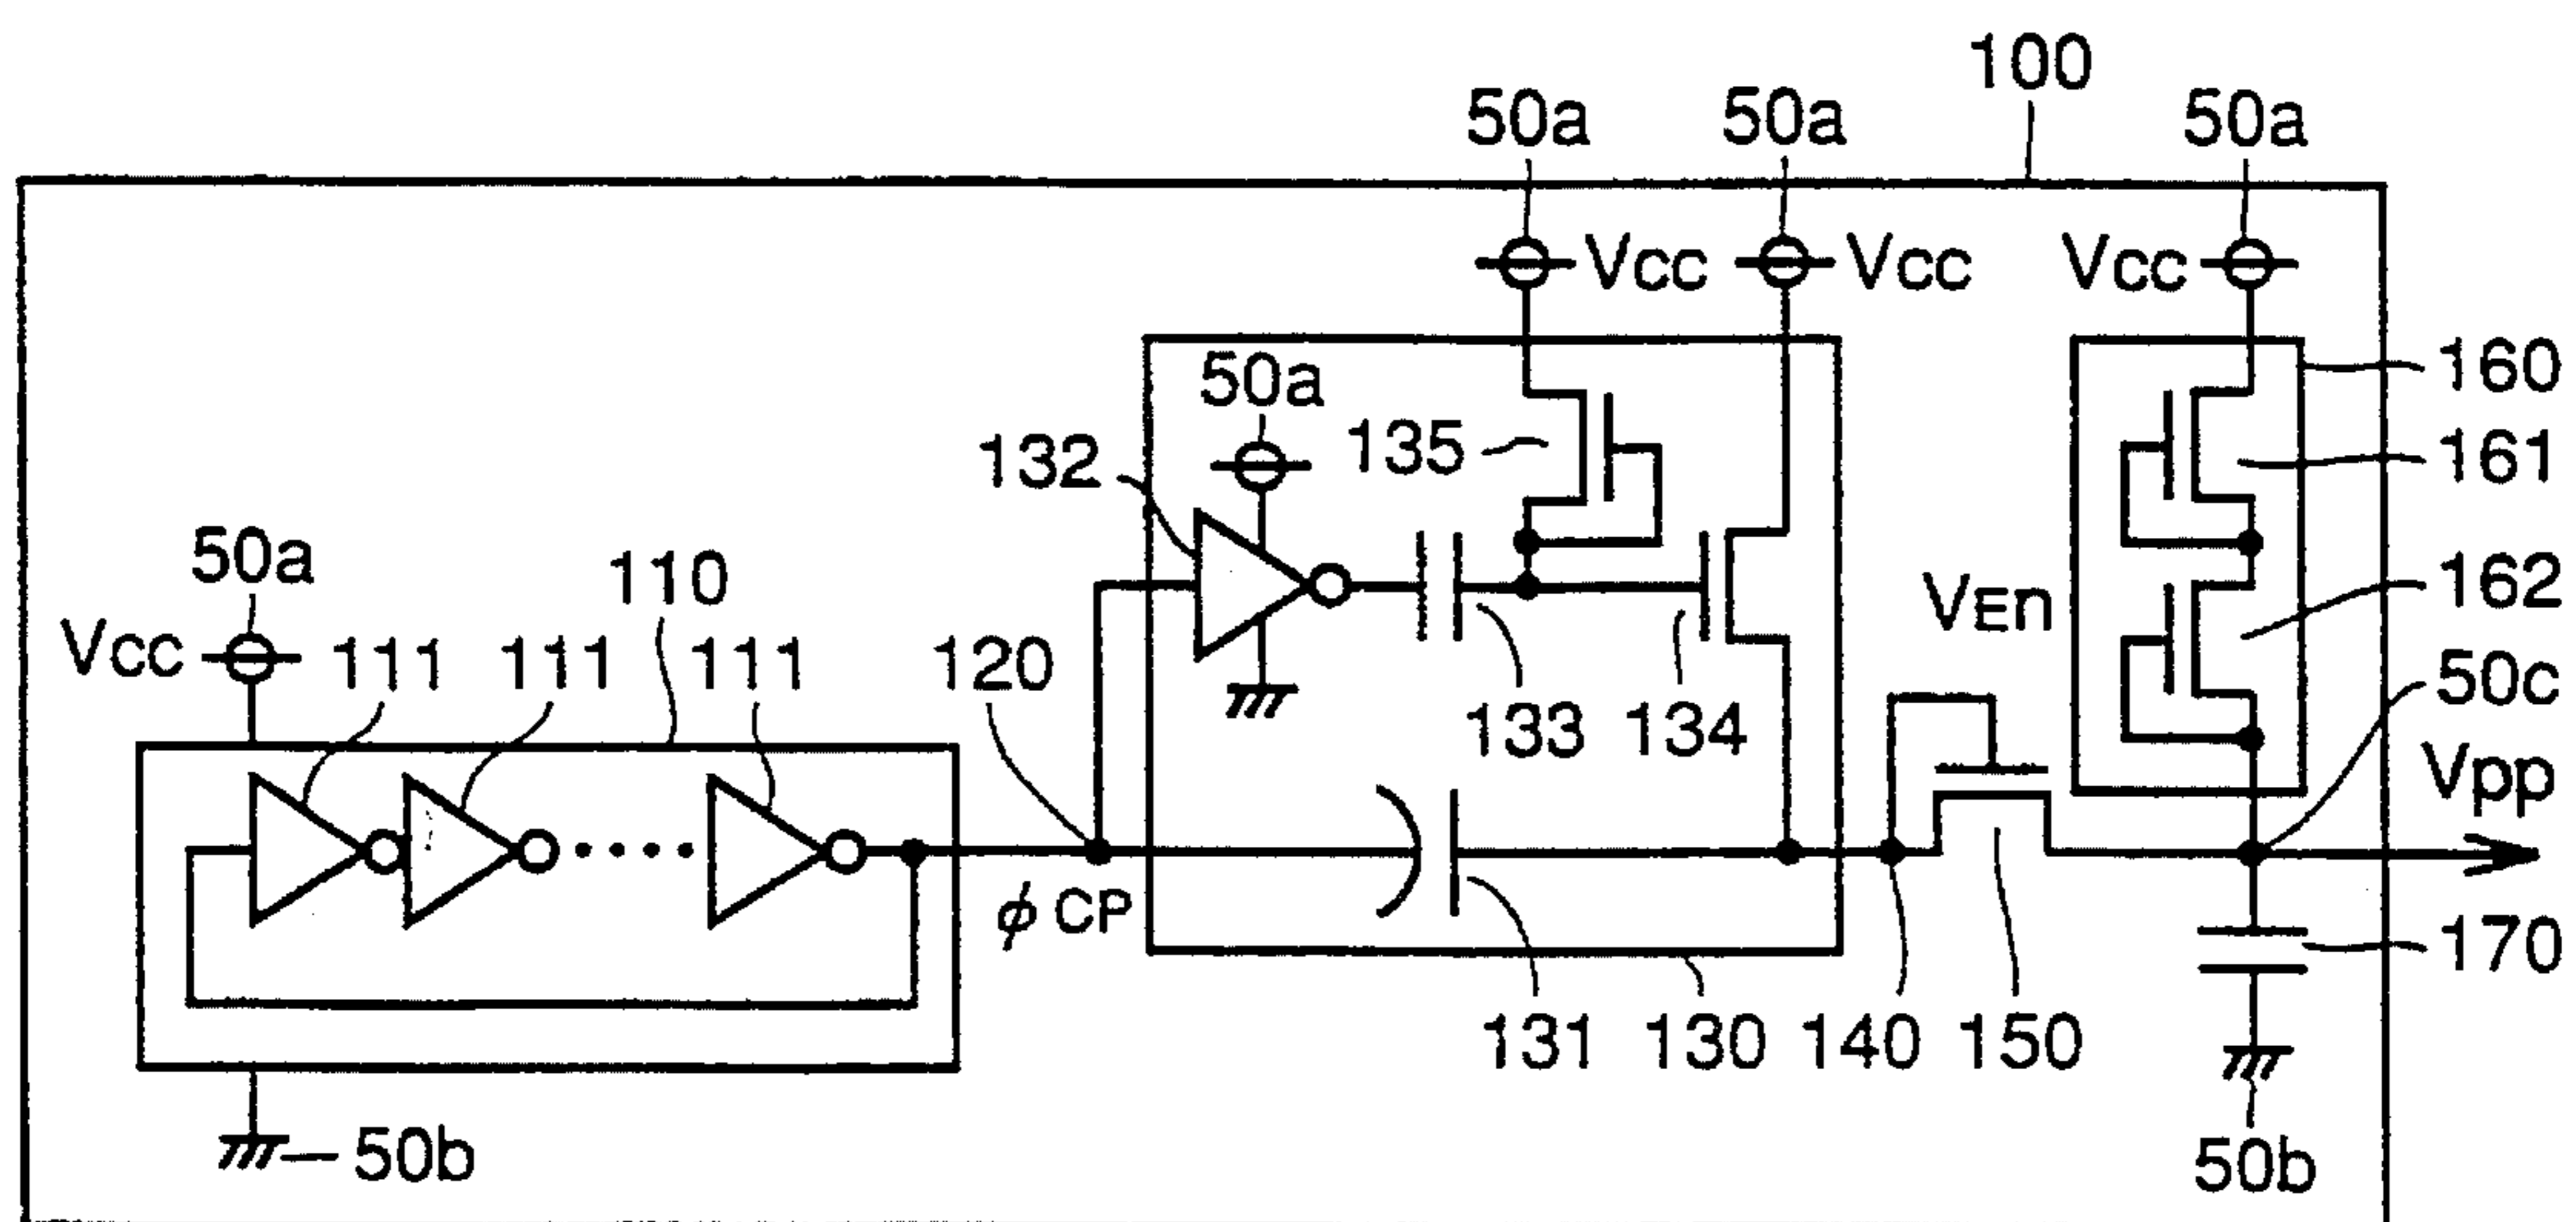 100
50a 50a 50a
Vcc Vcc Vcc
50a 160
132 135 161
50a 110 162
VEn
Vcc 111 111 111 120 50c
133 134
Vpp
φCP 170
131 130 140 150
50b 50b